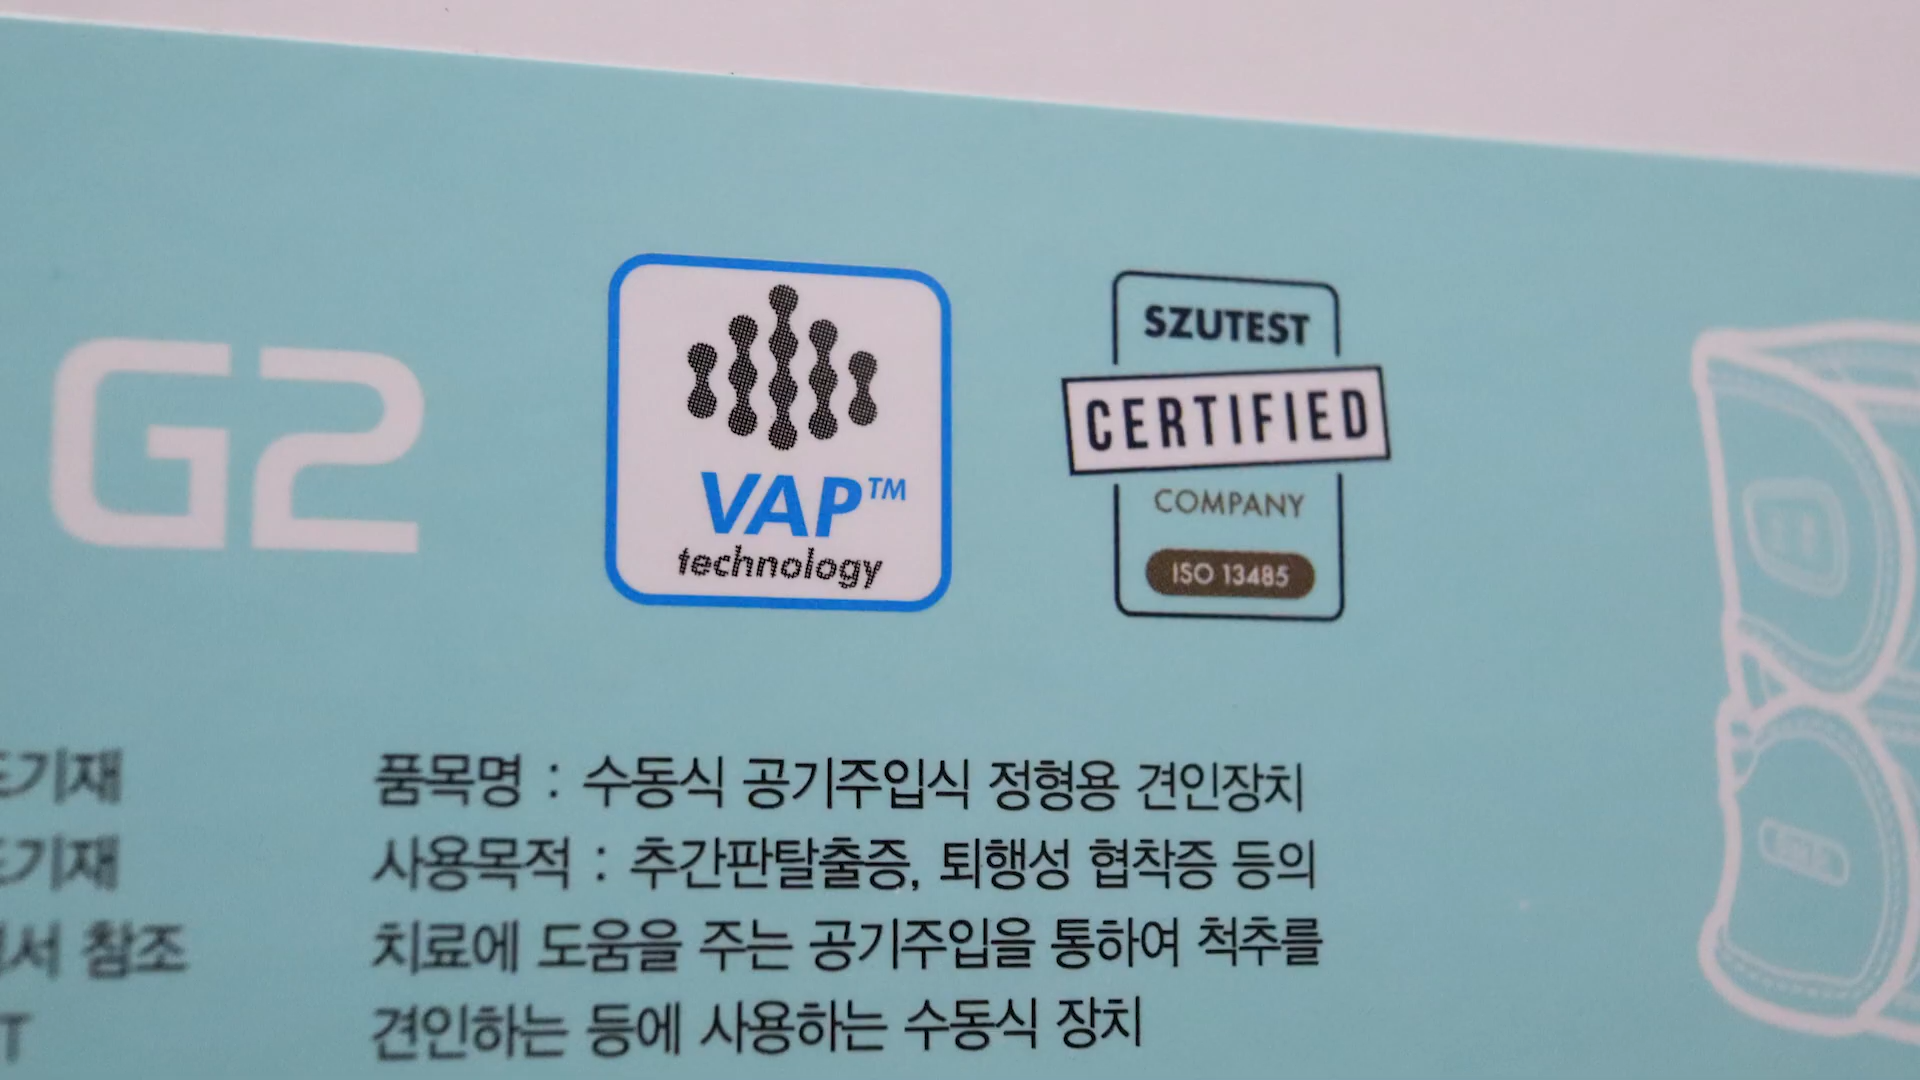 G2
VAP™
technology
SZUTEST
CERTIFIED
COMPANY
ISO 13485
기재
기재
서 참조
T
품목명 : 수동식 공기주입식 정형용 견인장치
사용목적 : 추간판탈출증, 퇴행성 협착증 등의
치료에 도움을 주는 공기주입을 통하여 척추를
견인하는 등에 사용하는 수동식 장치